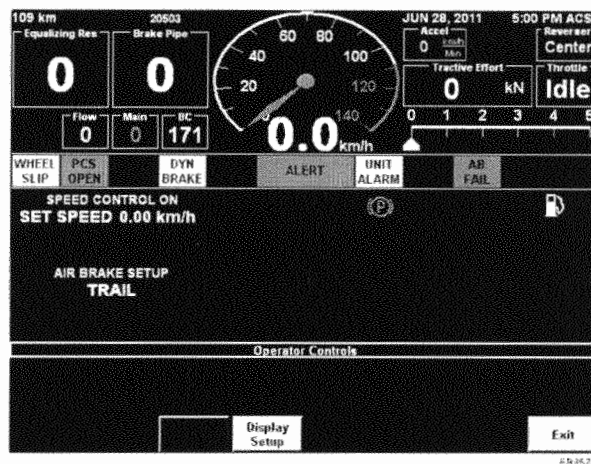 109 km 20503 JUN 28, 2011 5:00 PM ACS
Equalizing Res
0
Brake Pipe
0
Flow
0
Main
0
BC
171
0 20 40 60 80 100 120 140
0.0 km/h
Accel
0
Min
Reverser
Center
Tractive Effort
0 kN
Throttle
Idle
0 1 2 3 4 5
WHEEL SLIP
PCS OPEN
DYN BRAKE
ALERT
UNIT ALARM
AB FAIL
SPEED CONTROL ON
SET SPEED 0.00 km/h
P
AIR BRAKE SETUP
TRAIL
Operator Controls
Display Setup
Exit